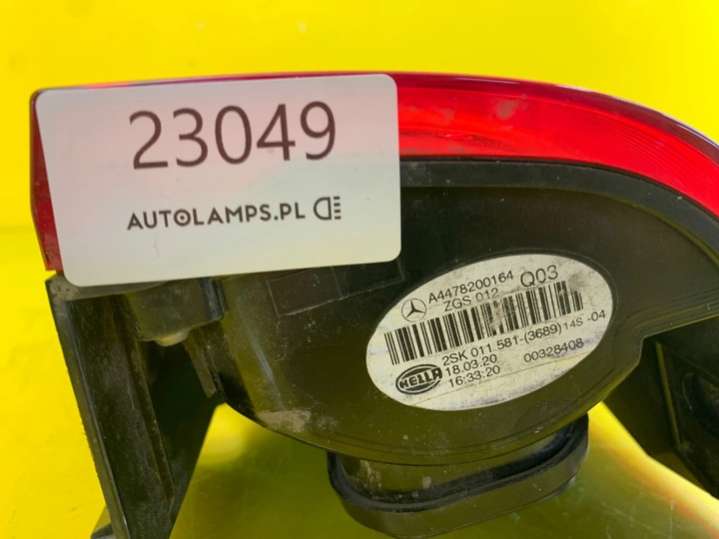 23049
AUTOLAMPS.PL
A4478200164 Q03
ZGS 012
2SK 011.581-(3689)14S -04
18.03.20 00328408
HELLA 16:33:20